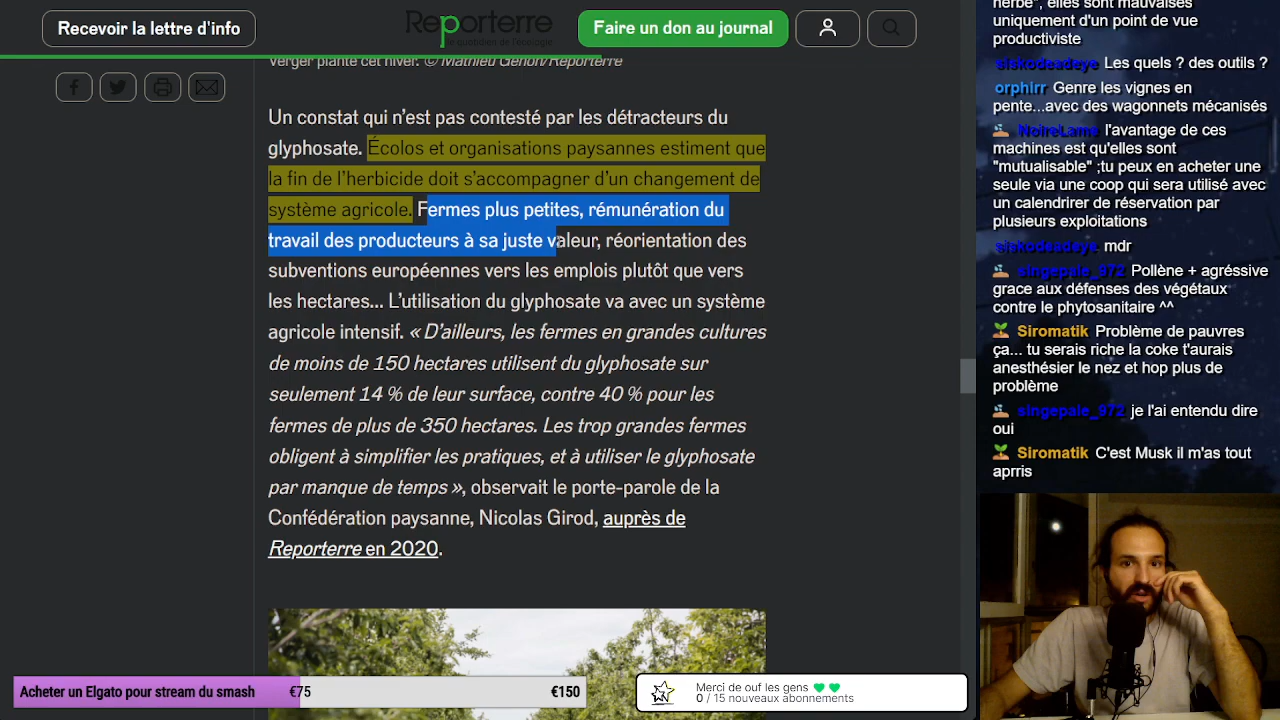 Recevoir la lettre d'info
Reporterre
le quotidien de l'écologie
Faire un don au journal
Verger planté cet hiver. © Mathieu Génon/Reporterre
Un constat qui n'est pas contesté par les détracteurs du
glyphosate. Écolos et organisations paysannes estiment que
la fin de l'herbicide doit s'accompagner d'un changement de
système agricole. Fermes plus petites, rémunération du
travail des producteurs à sa juste valeur, réorientation des
subventions européennes vers les emplois plutôt que vers
les hectares... L'utilisation du glyphosate va avec un système
agricole intensif. « D'ailleurs, les fermes en grandes cultures
de moins de 150 hectares utilisent du glyphosate sur
seulement 14 % de leur surface, contre 40 % pour les
fermes de plus de 350 hectares. Les trop grandes fermes
obligent à simplifier les pratiques, et à utiliser le glyphosate
par manque de temps », observait le porte-parole de la
Confédération paysanne, Nicolas Girod, auprès de
Reporterre en 2020.
Acheter un Elgato pour stream du smash €75 €150
Merci de ouf les gens 💚 💚
0 / 15 nouveaux abonnements
herbe", elles sont mauvaises
uniquement d'un point de vue
productiviste
siskodeadeye Les quels ? des outils ?
orphirr Genre les vignes en
pente...avec des wagonnets mécanisés
NoireLame l'avantage de ces
machines est qu'elles sont
"mutualisable" ;tu peux en acheter une
seule via une coop qui sera utilisé avec
un calendrirer de réservation par
plusieurs exploitations
siskodeadeye mdr
singepale_972 Pollène + agréssive
grace aux défenses des végétaux
contre le phytosanitaire ^^
Siromatik Problème de pauvres
ça... tu serais riche la coke t'aurais
anesthésier le nez et hop plus de
problème
singepale_972 je l'ai entendu dire
oui
Siromatik C'est Musk il m'as tout
aprris